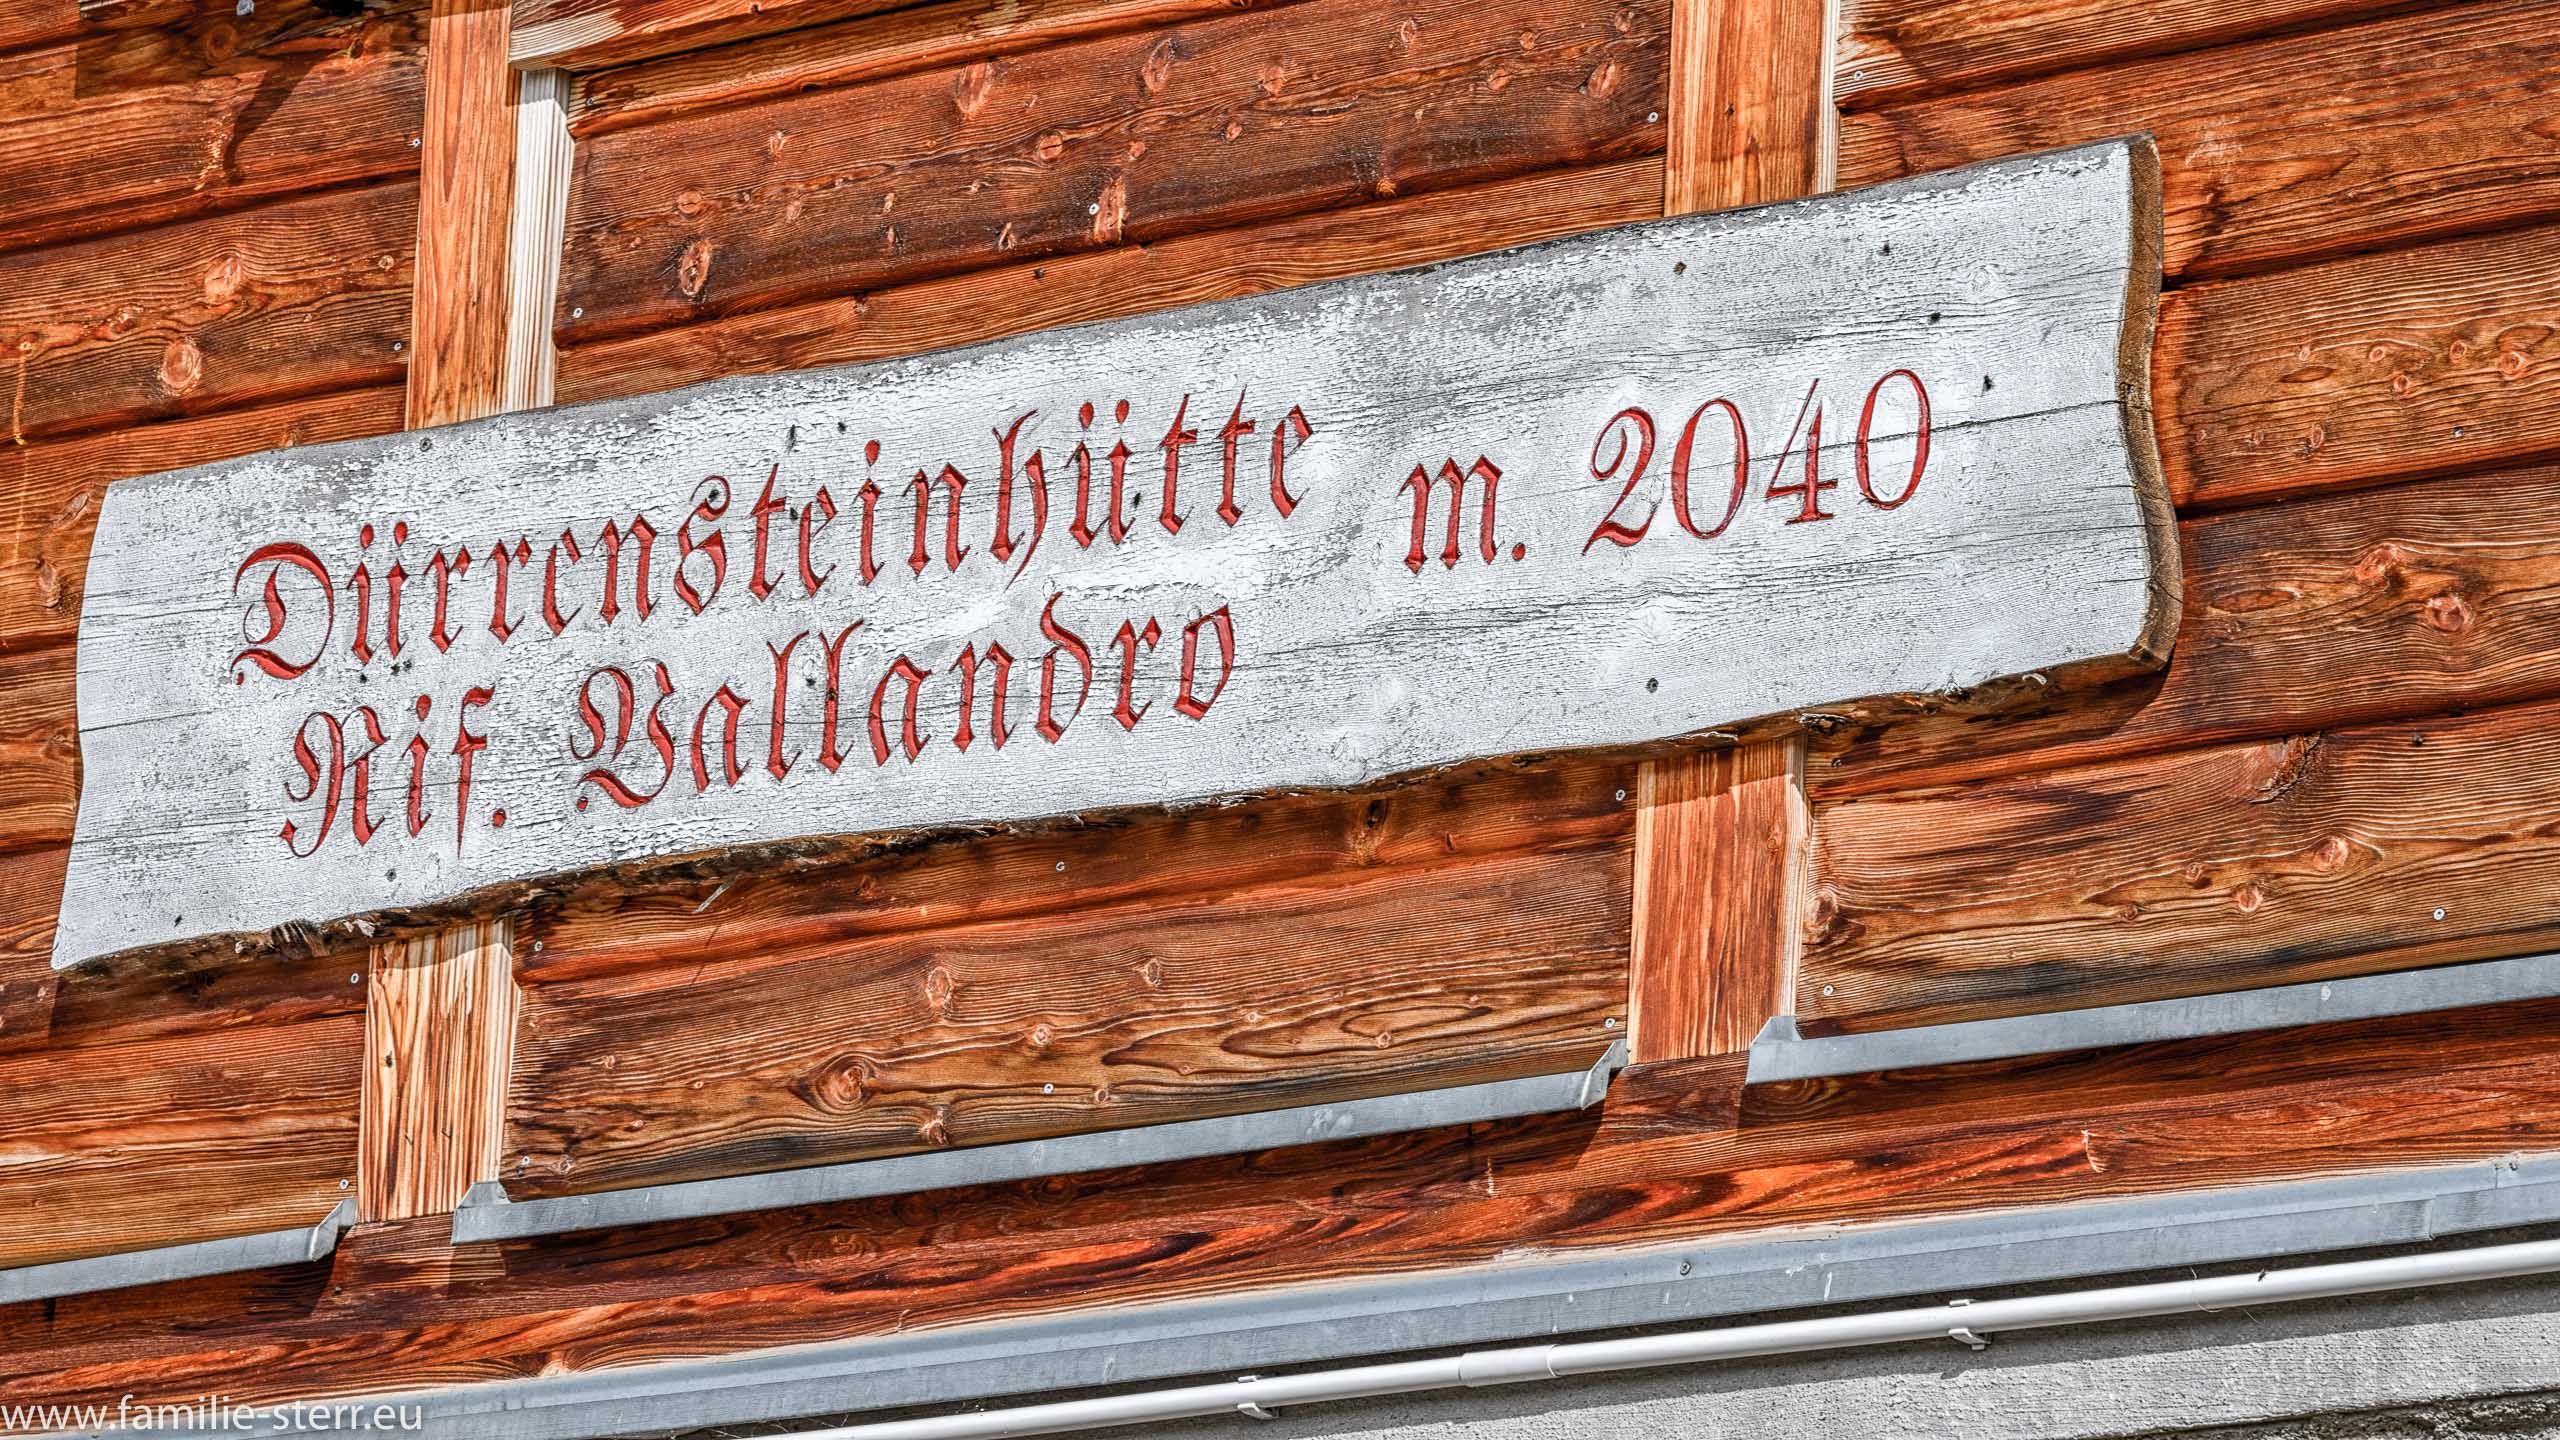 Dürrensteinhütte m. 2040
Rif. Vallandro
www.familie-sterr.eu